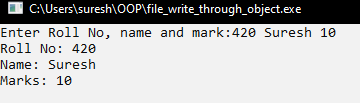 C:\Users\suresh\OOP\file_write_through_object.exe
Enter Roll No, name and mark:420 Suresh 10
Roll No: 420
Name: Suresh
Marks: 10